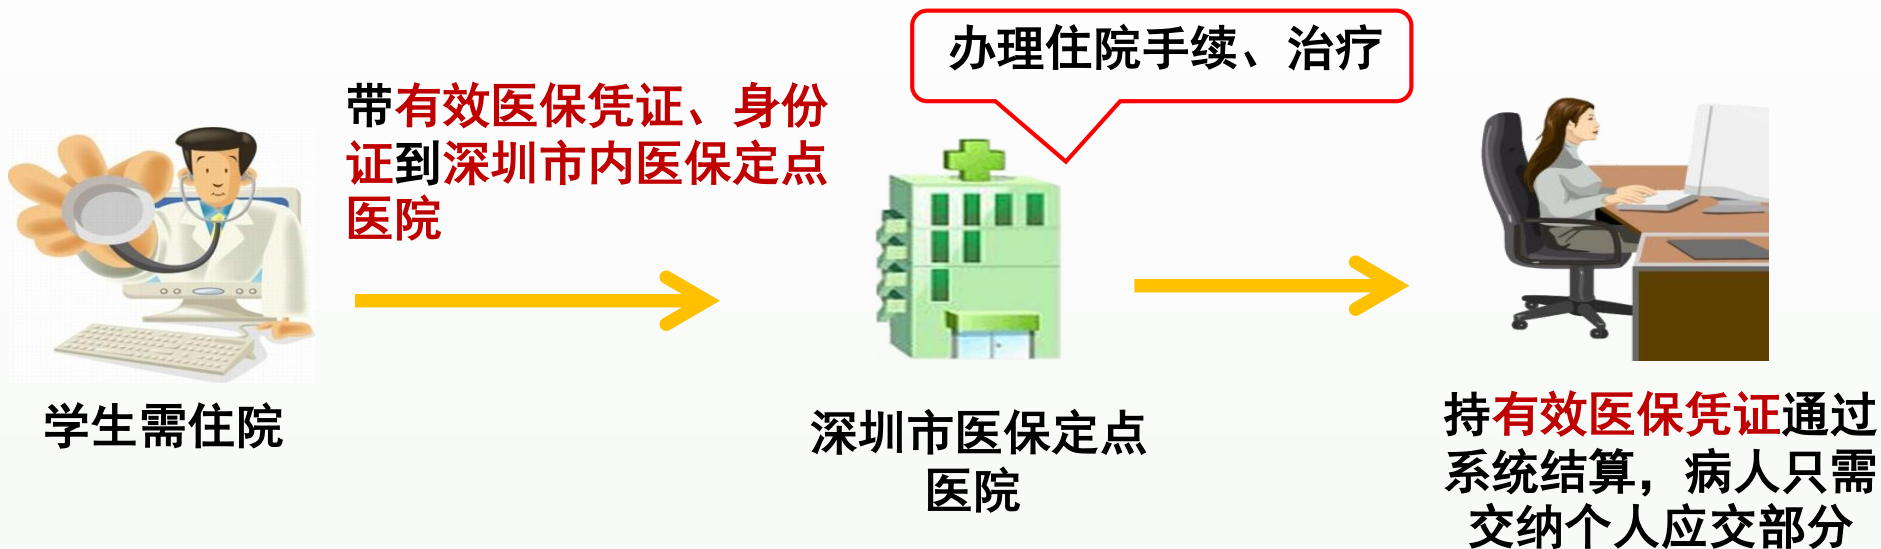 办理住院手续、治疗
带有效医保凭证、身份
证到深圳市内医保定点
医院
学生需住院
深圳市医保定点
医院
持有效医保凭证通过
系统结算，病人只需
交纳个人应交部分